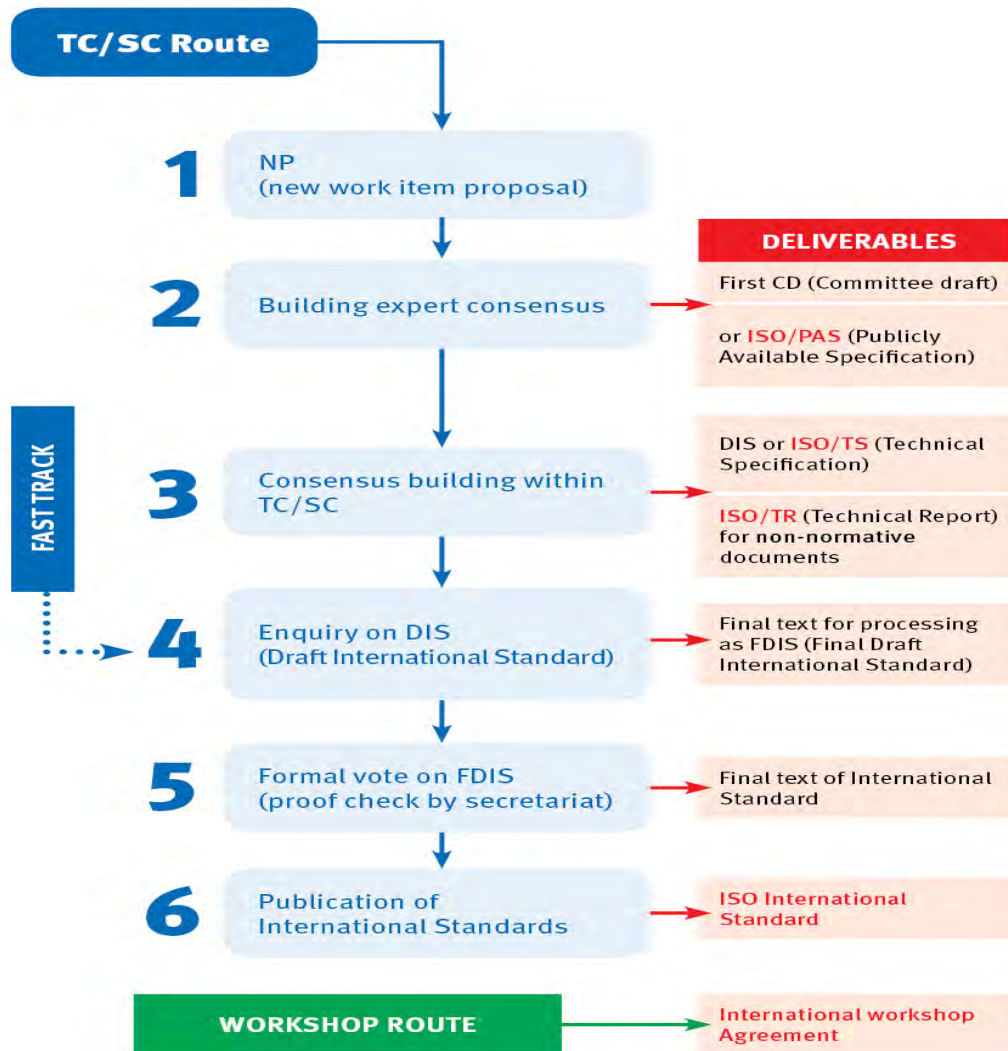 TC/SC Route
1
NP
(new work item proposal)
DELIVERABLES
2
Building expert consensus
First CD (Committee draft)
or ISO/PAS (Publicly
Available Specification)
FAST TRACK
3
Consensus building within
TC/SC
DIS or ISO/TS (Technical
Specification)
ISO/TR (Technical Report)
for non-normative
documents
4
Enquiry on DIS
(Draft International Standard)
Final text for processing
as FDIS (Final Draft
International Standard)
5
Formal vote on FDIS
(proof check by secretariat)
Final text of International
Standard
6
Publication of
International Standards
ISO International
Standard
WORKSHOP ROUTE
International workshop
Agreement